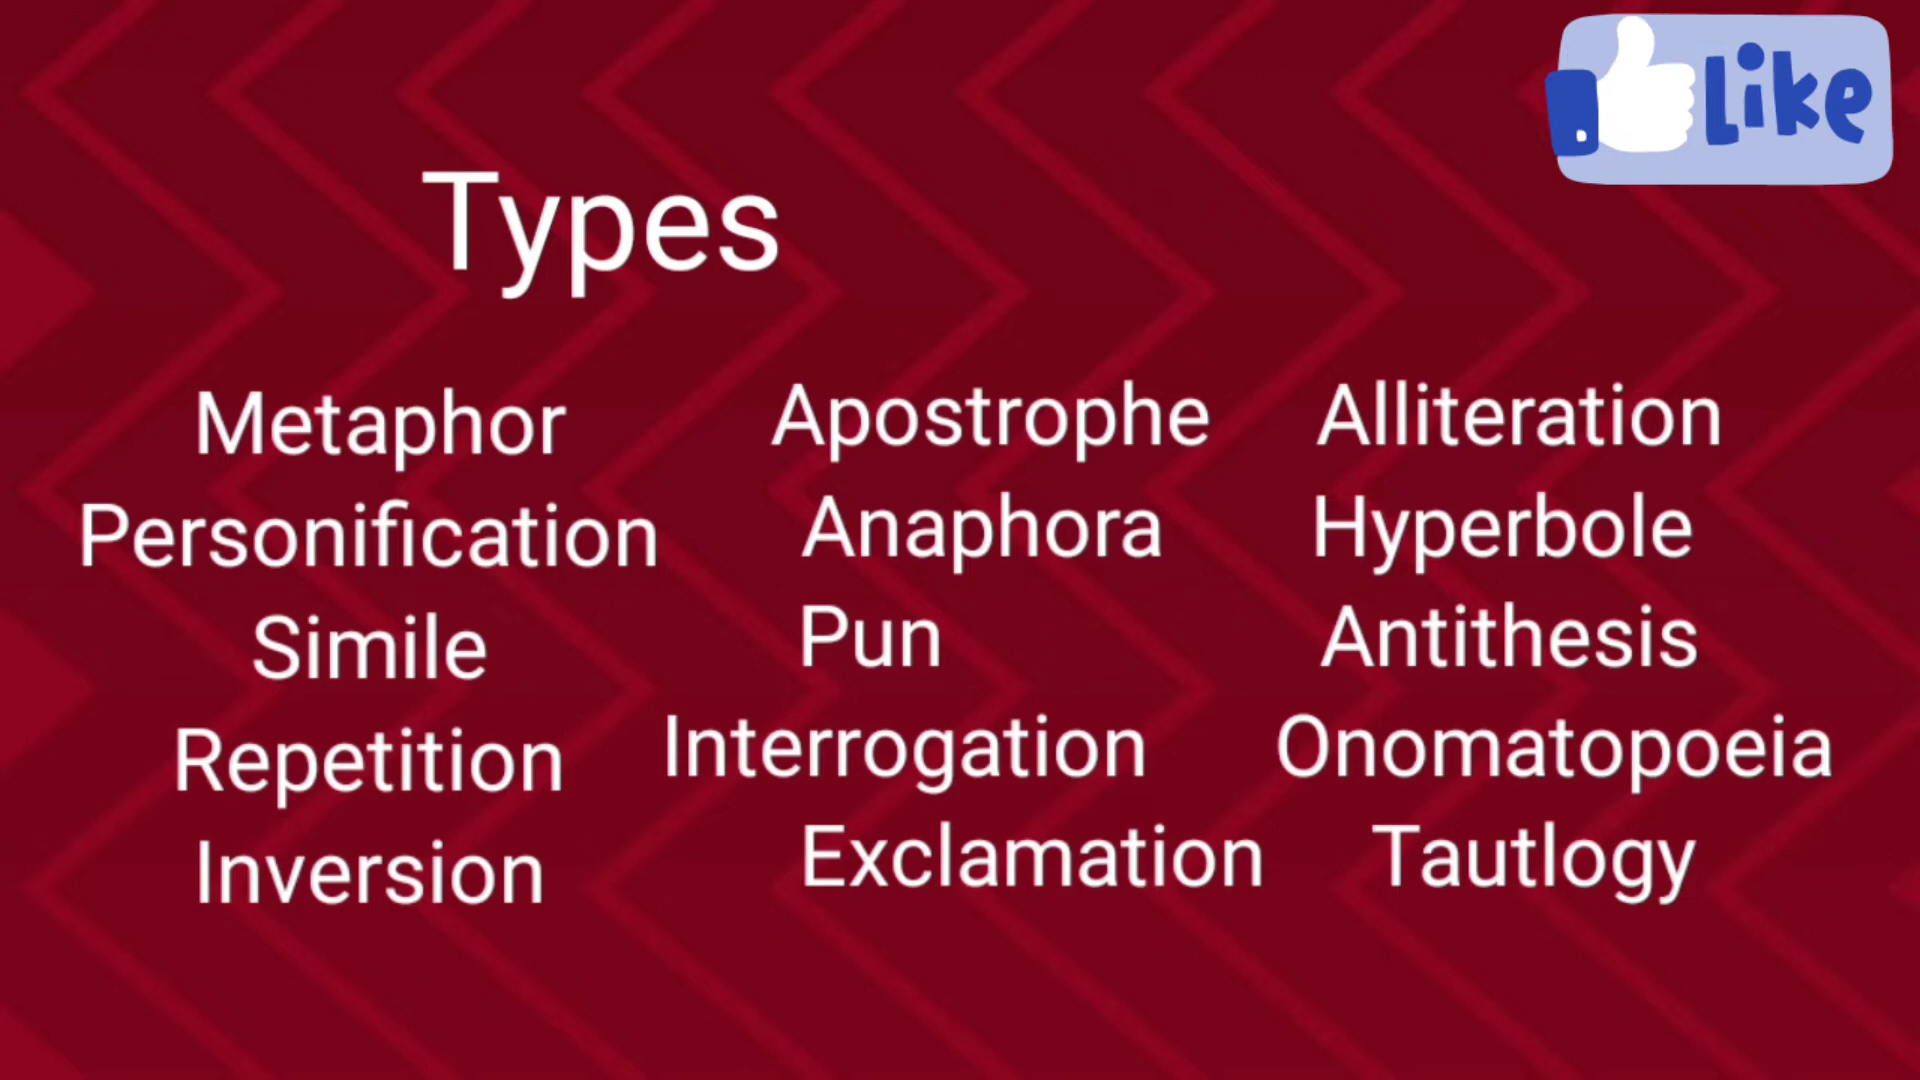 Like
Types
Metaphor
Personification
Simile
Repetition
Inversion
Apostrophe
Anaphora
Pun
Interrogation
Exclamation
Alliteration
Hyperbole
Antithesis
Onomatopoeia
Tautlogy